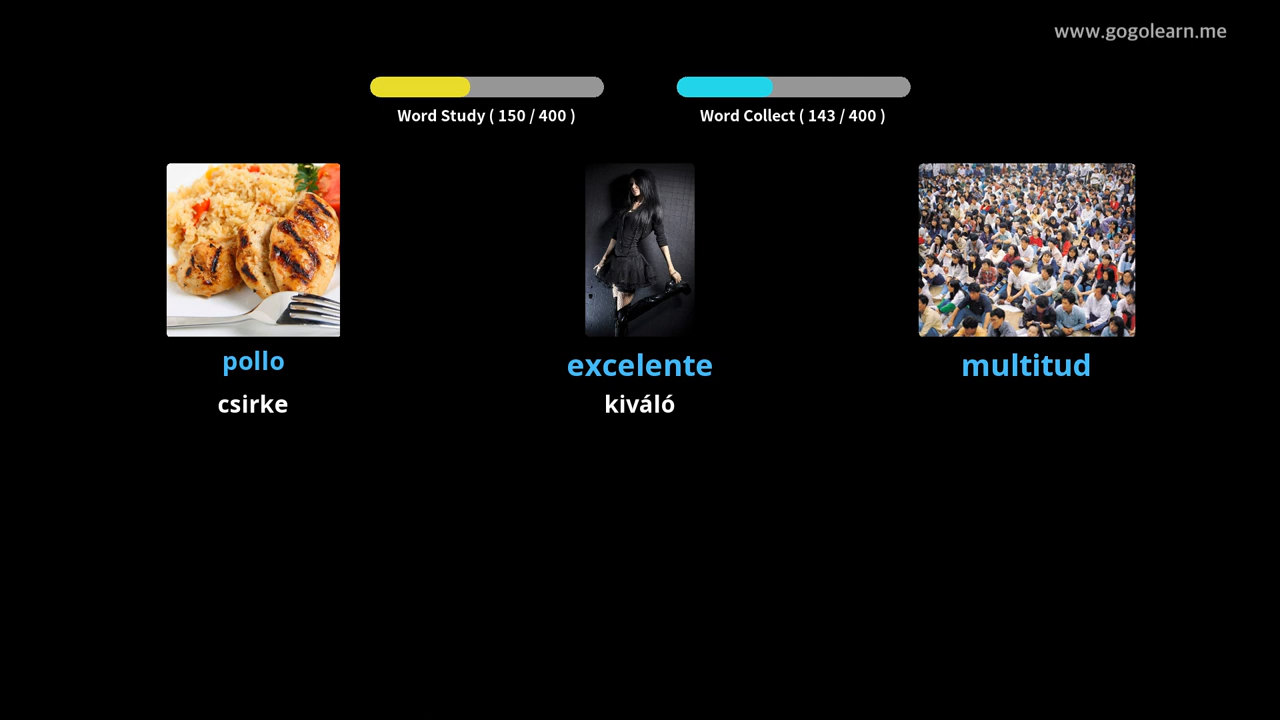 www.gogolearn.me
Word Study ( 150 / 400 )
Word Collect ( 143 / 400 )
pollo
excelente
multitud
csirke
kiváló